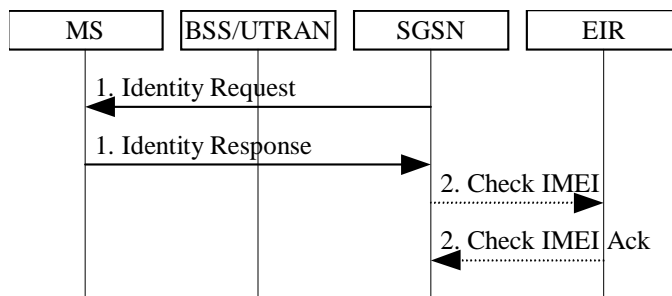 MS BSS/UTRAN SGSN EIR
1. Identity Request
1. Identity Response
2. Check IMEI
2. Check IMEI Ack